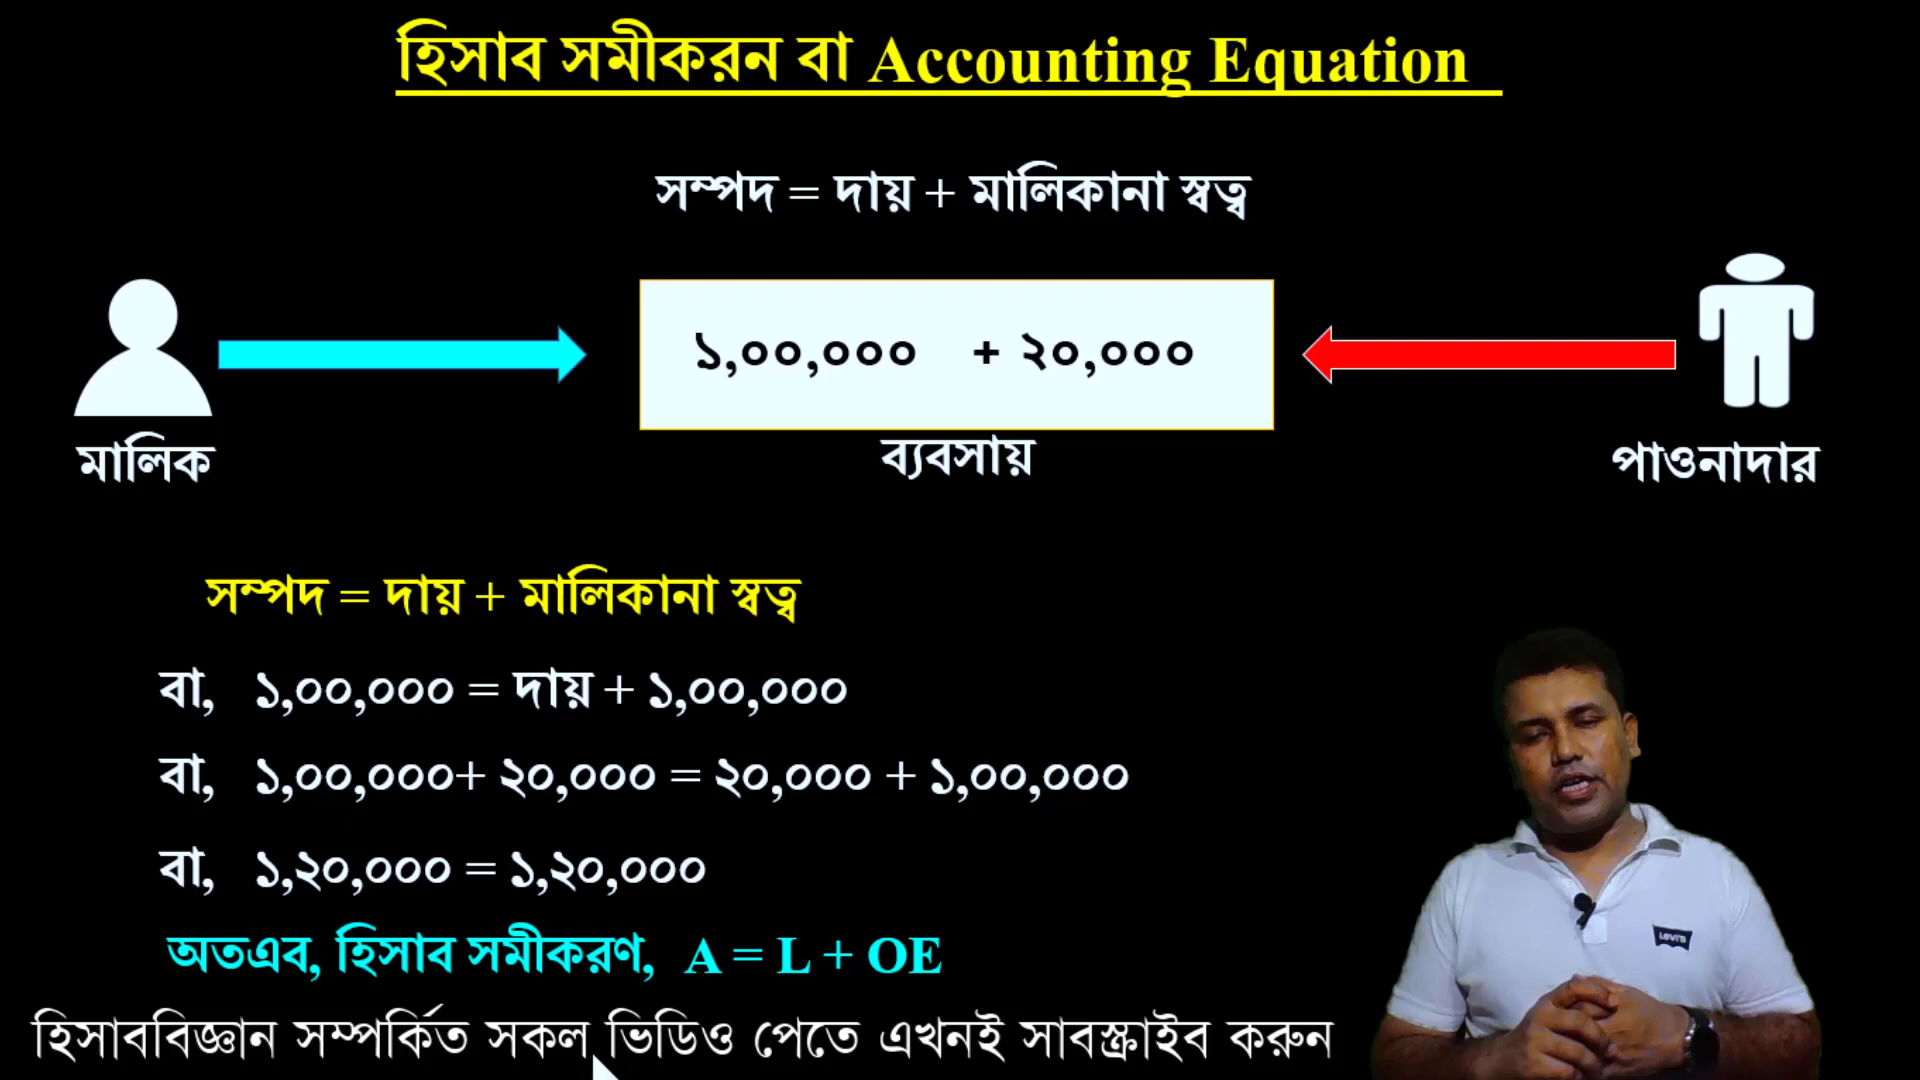 হিসাব সমীকরন বা Accounting Equation
সম্পদ = দায় + মালিকানা স্বত্ব
১,০০,০০০ + ২০,০০০
মালিক
ব্যবসায়
পাওনাদার
সম্পদ = দায় + মালিকানা স্বত্ব
বা, ১,০০,০০০ = দায় + ১,০০,০০০
বা, ১,০০,০০০+ ২০,০০০ = ২০,০০০ + ১,০০,০০০
বা, ১,২০,০০০ = ১,২০,০০০
অতএব, হিসাব সমীকরণ, A = L + OE
Levi's
হিসাববিজ্ঞান সম্পর্কিত সকল ভিডিও পেতে এখনই সাবস্ক্রাইব করুন